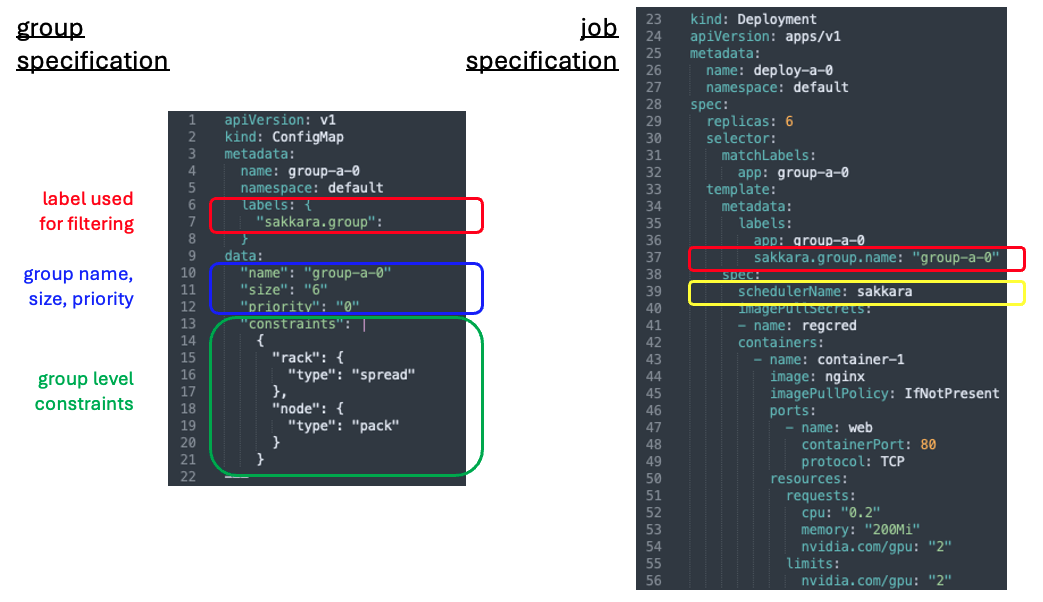 group
specification
job
specification
label used
for filtering
group name,
size, priority
group level
constraints
1 apiVersion: v1
2 kind: ConfigMap
3 metadata:
4 name: group-a-0
5 namespace: default
6 labels: {
7 "sakkara.group":
8 }
9 data:
10 "name": "group-a-0"
11 "size": "6"
12 "priority": "0"
13 "constraints": |
14 {
15 "rack": {
16 "type": "spread"
17 },
18 "node": {
19 "type": "pack"
20 }
21 }
22 ---
23 kind: Deployment
24 apiVersion: apps/v1
25 metadata:
26 name: deploy-a-0
27 namespace: default
28 spec:
29 replicas: 6
30 selector:
31 matchLabels:
32 app: group-a-0
33 template:
34 metadata:
35 labels:
36 app: group-a-0
37 sakkara.group.name: "group-a-0"
38 spec:
39 schedulerName: sakkara
40 imagePullSecrets:
41 - name: regcred
42 containers:
43 - name: container-1
44 image: nginx
45 imagePullPolicy: IfNotPresent
46 ports:
47 - name: web
48 containerPort: 80
49 protocol: TCP
50 resources:
51 requests:
52 cpu: "0.2"
53 memory: "200Mi"
54 nvidia.com/gpu: "2"
55 limits:
56 nvidia.com/gpu: "2"